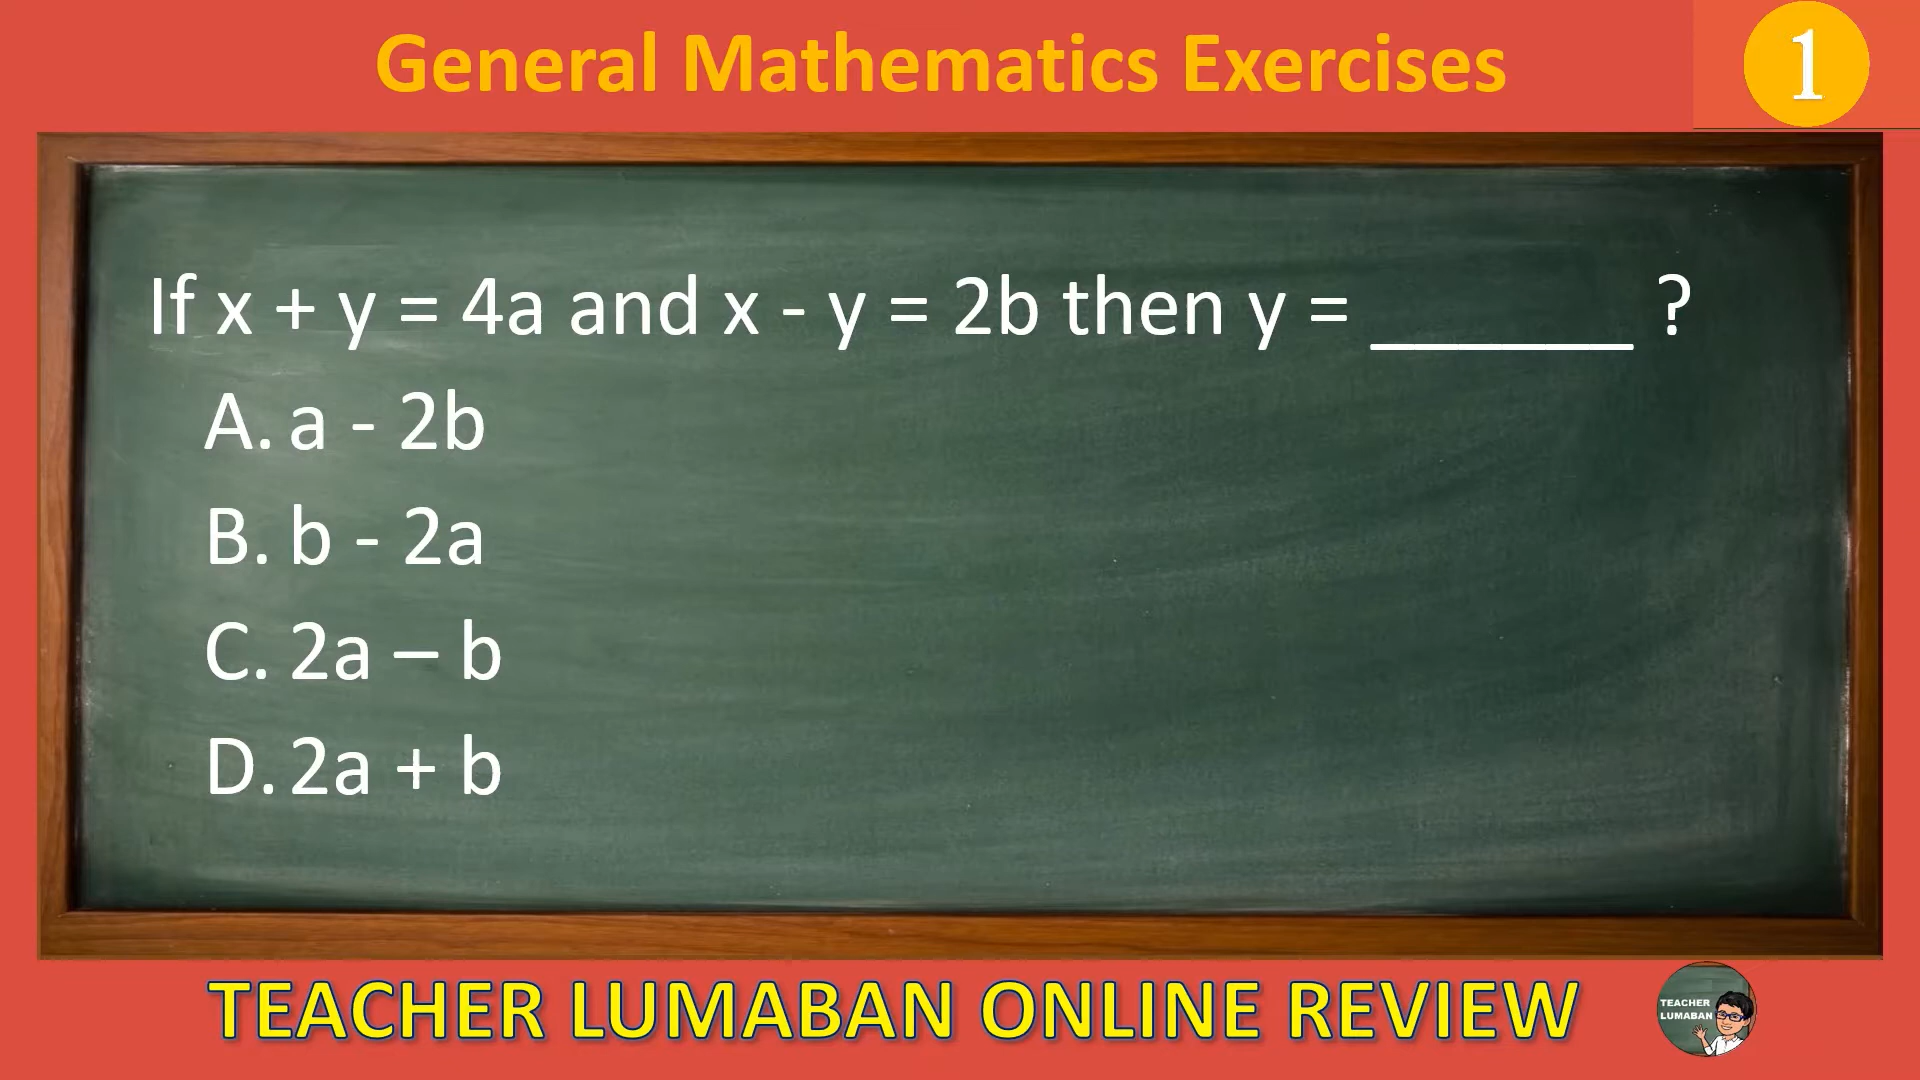 General Mathematics Exercises
1
If x + y = 4a and x - y = 2b then y = ______ ?
A. a - 2b
B. b - 2a
C. 2a – b
D. 2a + b
TEACHER LUMABAN ONLINE REVIEW
TEACHER
LUMABAN